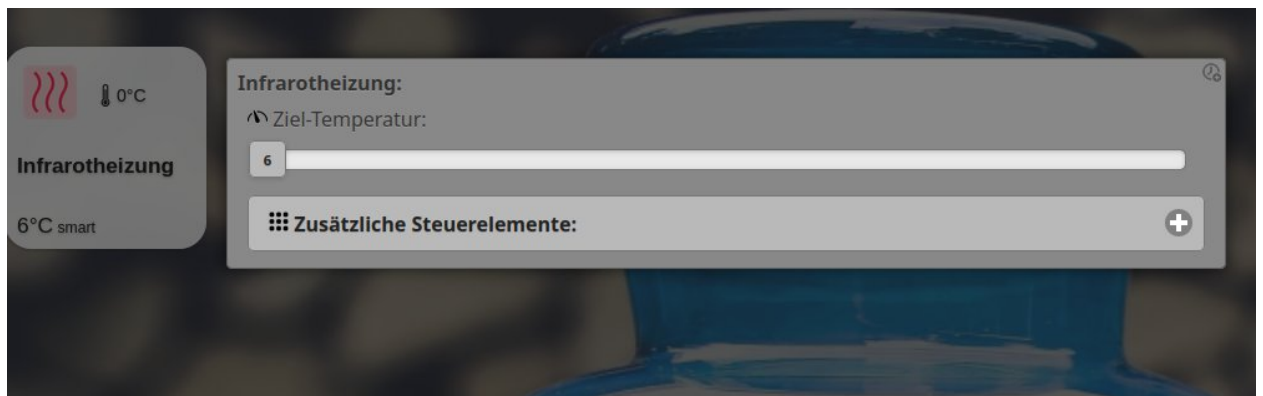 0°C
Infrarotheizung
6°C smart
Infrarotheizung:
Ziel-Temperatur:
6
Zusätzliche Steuerelemente: